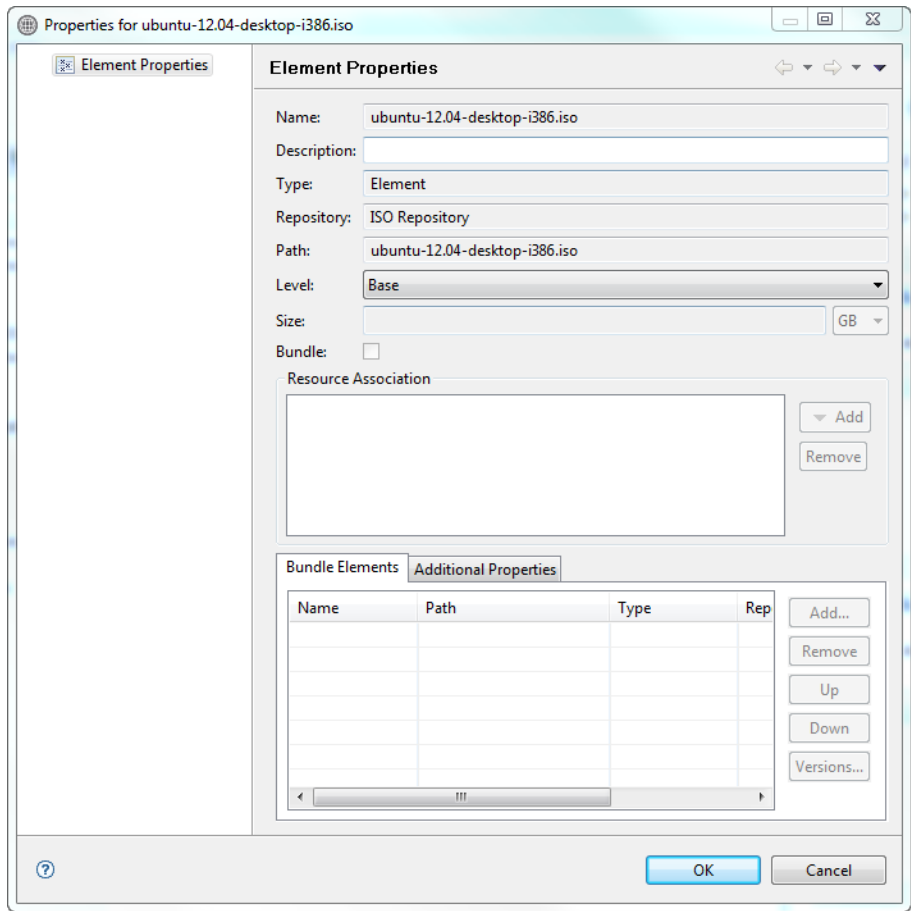 Properties for ubuntu-12.04-desktop-i386.iso
Element Properties
Element Properties
Name: ubuntu-12.04-desktop-i386.iso
Description:
Type: Element
Repository: ISO Repository
Path: ubuntu-12.04-desktop-i386.iso
Level: Base
Size: GB
Bundle:
Resource Association
Add
Remove
Bundle Elements Additional Properties
Name Path Type Rep
Add...
Remove
Up
Down
Versions...
OK Cancel